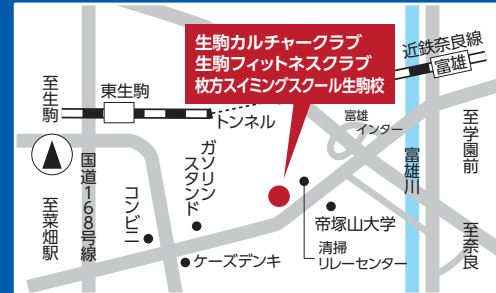 生駒カルチャークラブ
生駒フィットネスクラブ
枚方スイミングスクール生駒校
近鉄奈良線
富雄
至生駒
東生駒
トンネル
富雄
インター
至学園前
国道168号線
至菜畑駅
コンビニ
ガソリン
スタンド
富雄川
帝塚山大学
清掃
リレーセンター
ケーズデンキ
至奈良